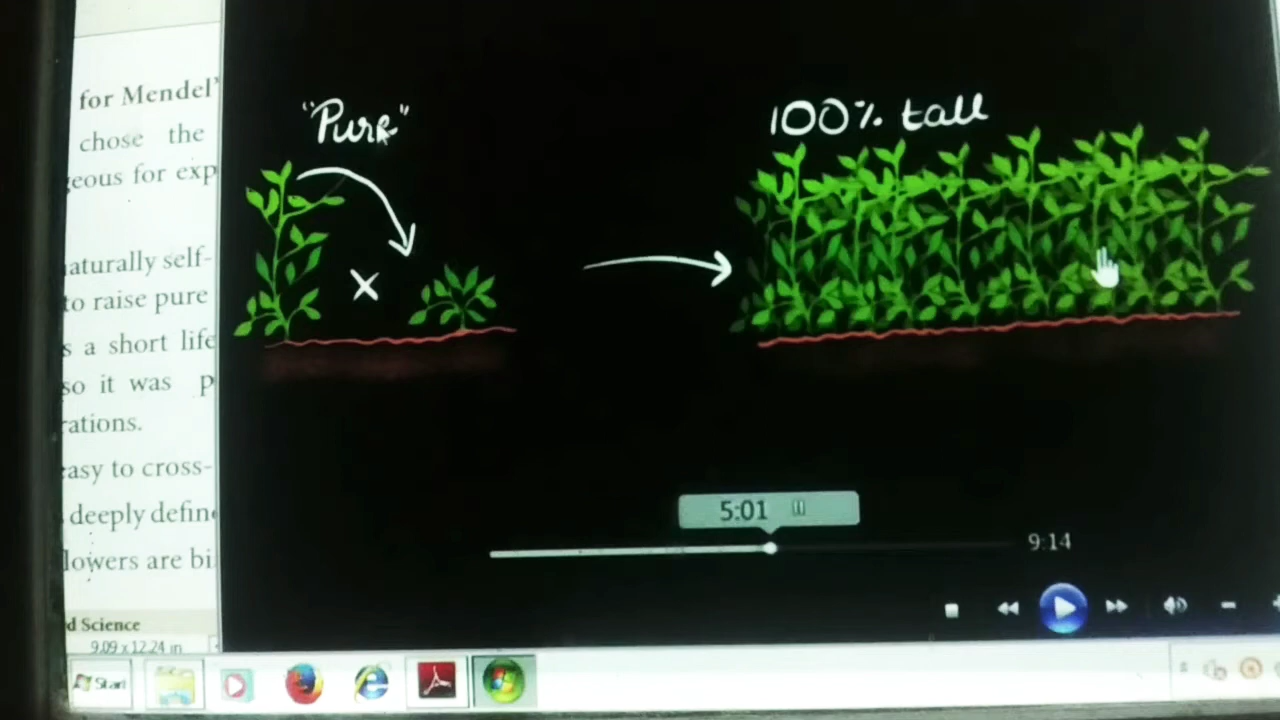 for Mendel'
chose the
geous for exp
naturally self-
to raise pure
s a short life
so it was p
rations.
easy to cross-
deeply define
lowers are bi
d Science
9.09 x 12.24 in
"Pure"
×
100% tall
5:01
9:14
Start